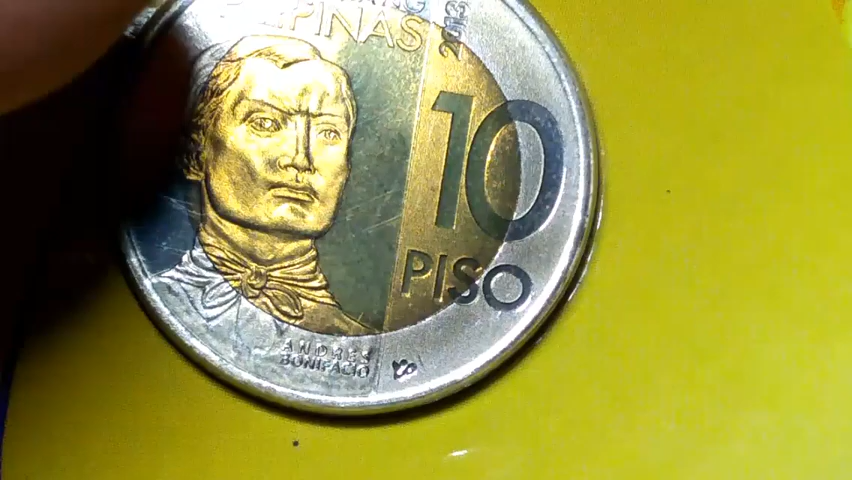 PILIPINAS
2013
10
PISO
ANDRES
BONIFACIO